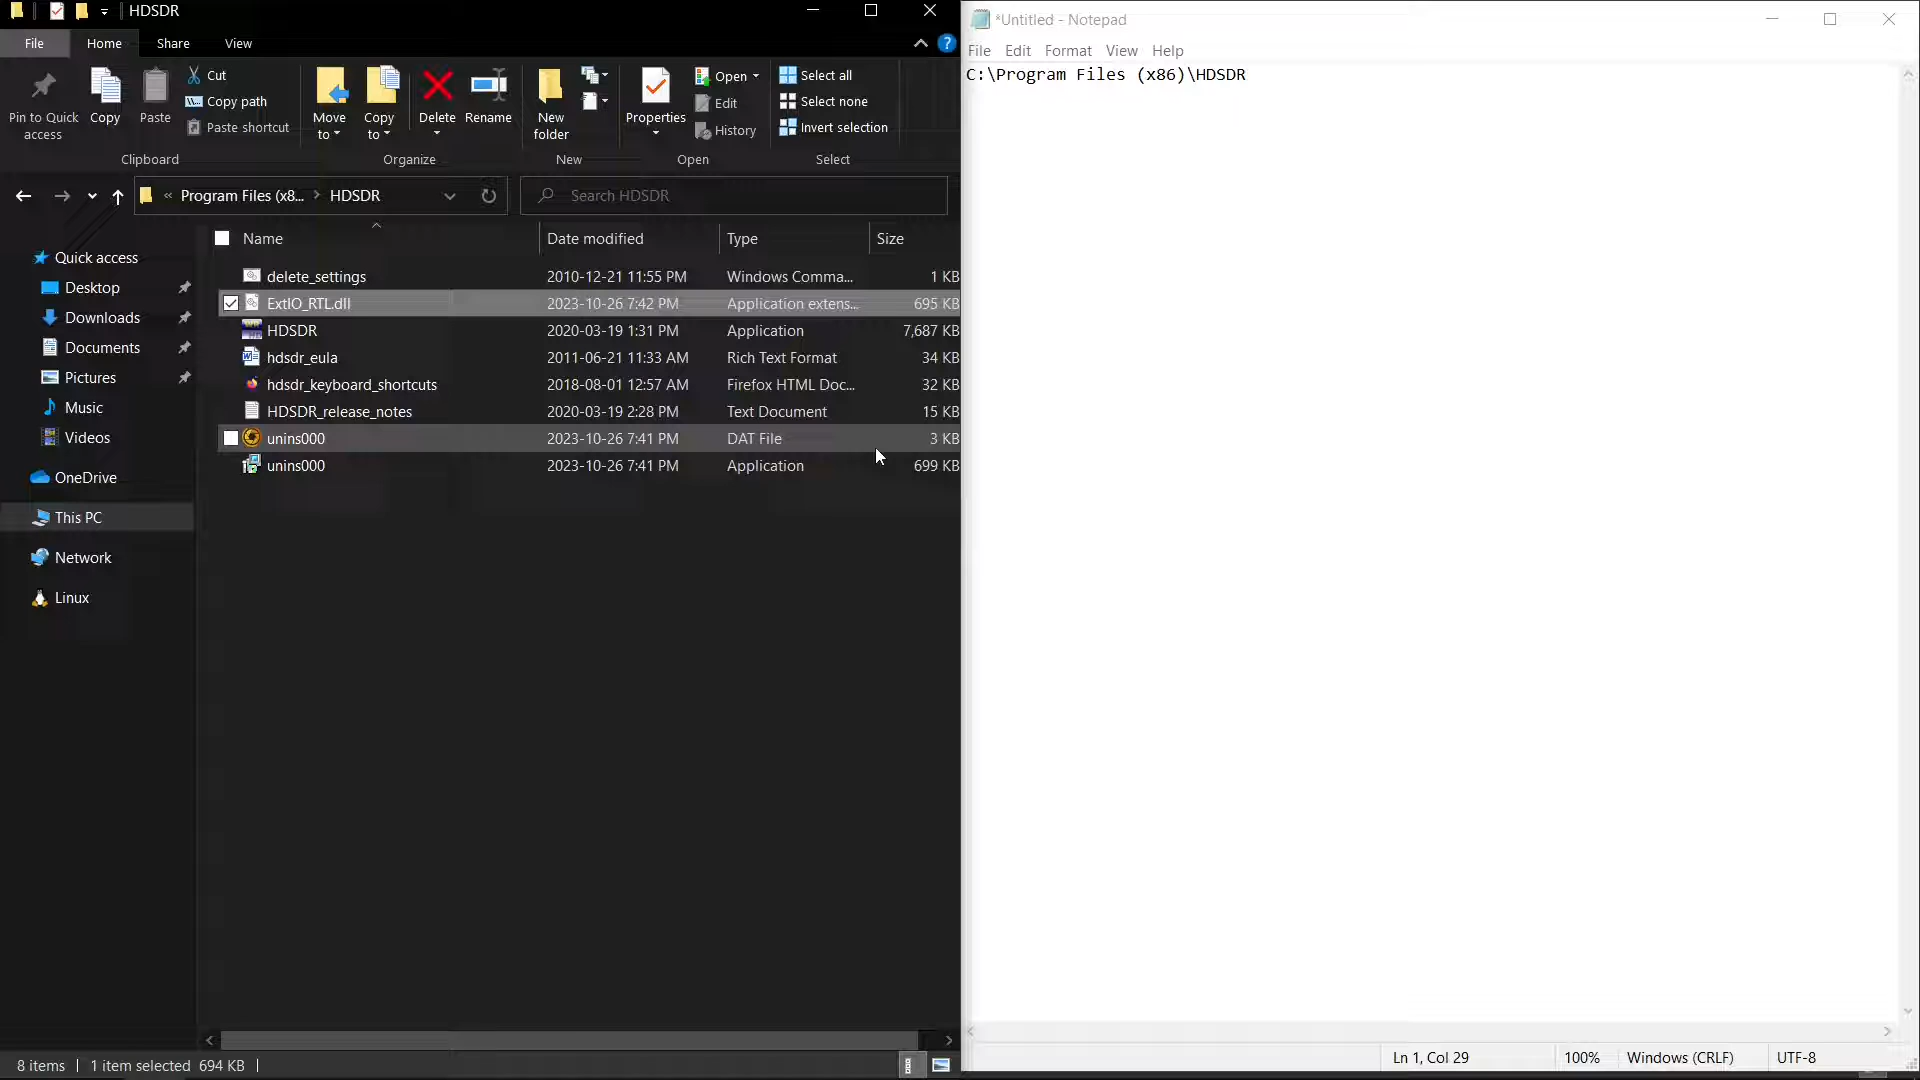 HDSDR
File Home Share View
Pin to Quick access
Copy
Paste
Cut
Copy path
Paste shortcut
Clipboard
Move to
Copy to
Delete
Rename
Organize
New folder
New
Properties
Open
Edit
History
Open
Select all
Select none
Invert selection
Select
« Program Files (x8... > HDSDR
Search HDSDR
Quick access
Desktop
Downloads
Documents
Pictures
Music
Videos
OneDrive
This PC
Network
Linux
Name Date modified Type Size
delete_settings 2010-12-21 11:55 PM Windows Comma... 1 KB
ExtIO_RTL.dll 2023-10-26 7:42 PM Application extens... 695 KB
HDSDR 2020-03-19 1:31 PM Application 7,687 KB
hdsdr_eula 2011-06-21 11:33 AM Rich Text Format 34 KB
hdsdr_keyboard_shortcuts 2018-08-01 12:57 AM Firefox HTML Doc... 32 KB
HDSDR_release_notes 2020-03-19 2:28 PM Text Document 15 KB
unins000 2023-10-26 7:41 PM DAT File 3 KB
unins000 2023-10-26 7:41 PM Application 699 KB
8 items 1 item selected 694 KB
*Untitled - Notepad
File Edit Format View Help
C:\Program Files (x86)\HDSDR
Ln 1, Col 29 100% Windows (CRLF) UTF-8